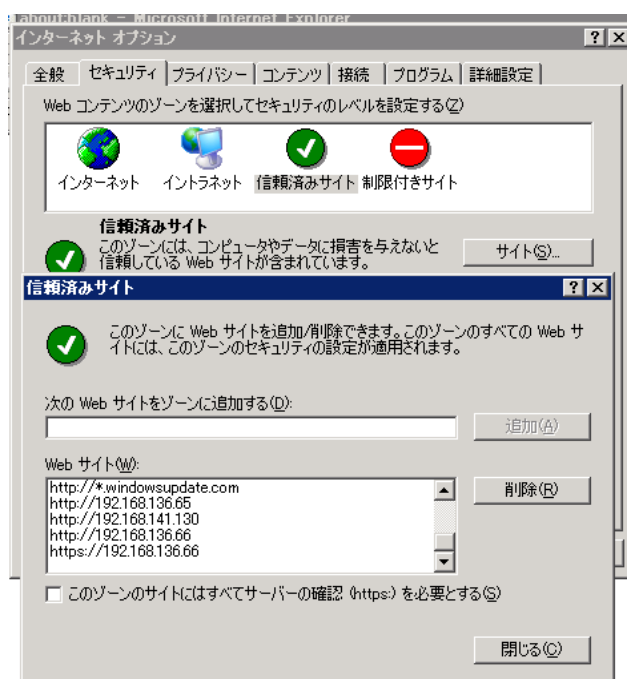 about:blank - Microsoft Internet Explorer
インターネット オプション
全般 セキュリティ プライバシー コンテンツ 接続 プログラム 詳細設定
Web コンテンツのゾーンを選択してセキュリティのレベルを設定する(Z)
インターネット イントラネット 信頼済みサイト 制限付きサイト
信頼済みサイト
このゾーンには、コンピュータやデータに損害を与えないと
信頼している Web サイトが含まれています。
サイト(S)...
信頼済みサイト
このゾーンに Web サイトを追加/削除できます。このゾーンのすべての Web サ
イトには、このゾーンのセキュリティの設定が適用されます。
次の Web サイトをゾーンに追加する(D):
追加(A)
Web サイト(W):
http://*.windowsupdate.com
http://192.168.136.65
http://192.168.141.130
http://192.168.136.66
https://192.168.136.66
削除(R)
このゾーンのサイトにはすべてサーバーの確認 (https:) を必要とする(S)
閉じる(C)